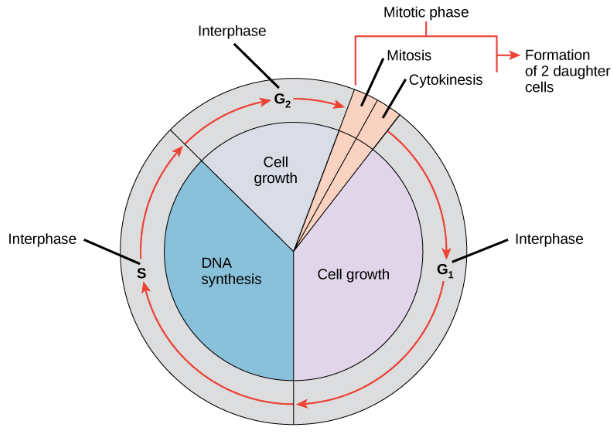 Mitotic phase
Interphase
Mitosis
Formation
of 2 daughter
cells
Cytokinesis
G₂
Cell
growth
Interphase
Interphase
S
DNA
synthesis
Cell growth
G₁